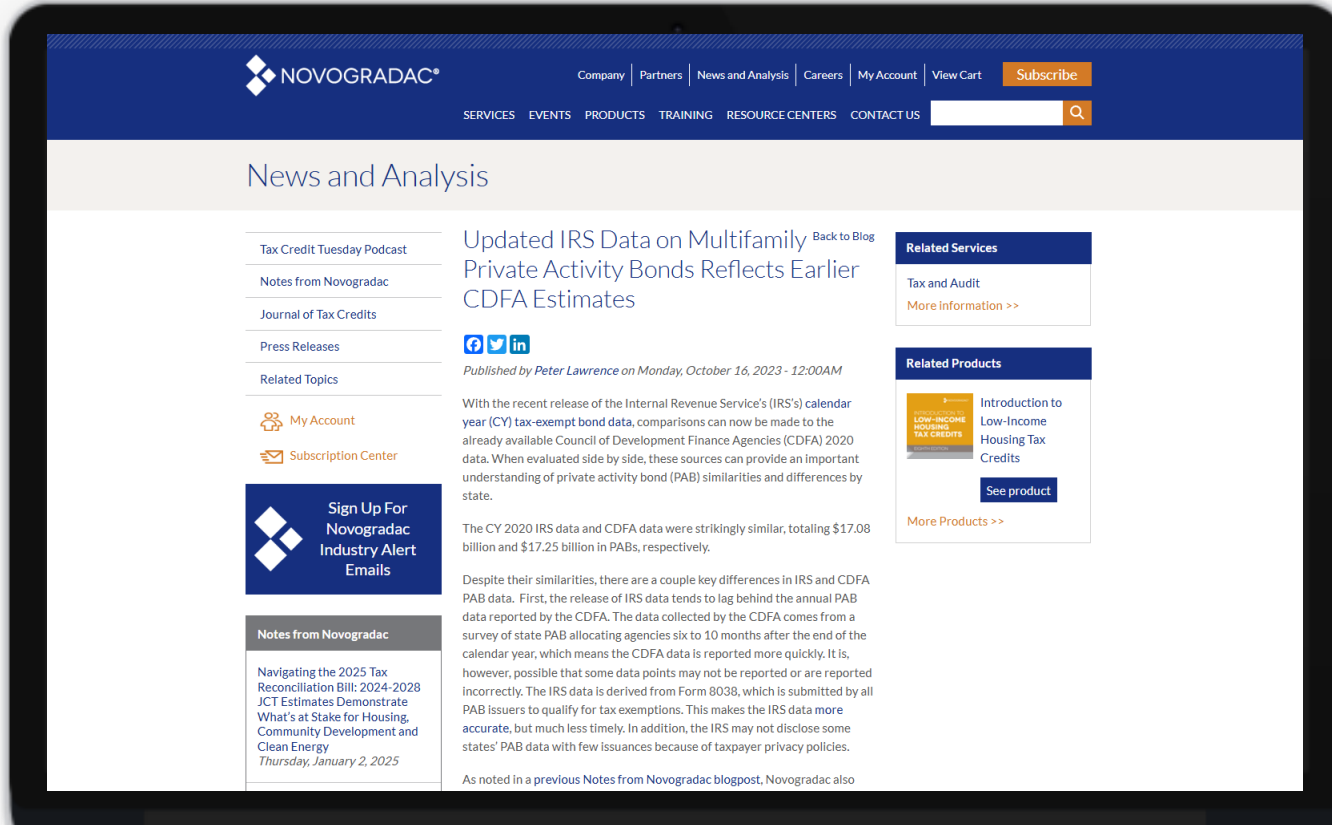 NOVOGRADAC®
Company
Partners
News and Analysis
Careers
My Account
View Cart
Subscribe
SERVICES
EVENTS
PRODUCTS
TRAINING
RESOURCE CENTERS
CONTACT US
News and Analysis
Tax Credit Tuesday Podcast
Notes from Novogradac
Journal of Tax Credits
Press Releases
Related Topics
My Account
Subscription Center
Sign Up For
Novogradac
Industry Alert
Emails
Notes from Novogradac
Navigating the 2025 Tax
Reconciliation Bill: 2024-2028
JCT Estimates Demonstrate
What's at Stake for Housing,
Community Development and
Clean Energy
Thursday, January 2, 2025
Updated IRS Data on Multifamily
Back to Blog
Private Activity Bonds Reflects Earlier
CDFA Estimates
Published by Peter Lawrence on Monday, October 16, 2023 - 12:00AM
With the recent release of the Internal Revenue Service's (IRS's) calendar
year (CY) tax-exempt bond data, comparisons can now be made to the
already available Council of Development Finance Agencies (CDFA) 2020
data. When evaluated side by side, these sources can provide an important
understanding of private activity bond (PAB) similarities and differences by
state.
The CY 2020 IRS data and CDFA data were strikingly similar, totaling $17.08
billion and $17.25 billion in PABs, respectively.
Despite their similarities, there are a couple key differences in IRS and CDFA
PAB data. First, the release of IRS data tends to lag behind the annual PAB
data reported by the CDFA. The data collected by the CDFA comes from a
survey of state PAB allocating agencies six to 10 months after the end of the
calendar year, which means the CDFA data is reported more quickly. It is,
however, possible that some data points may not be reported or are reported
incorrectly. The IRS data is derived from Form 8038, which is submitted by all
PAB issuers to qualify for tax exemptions. This makes the IRS data more
accurate, but much less timely. In addition, the IRS may not disclose some
states' PAB data with few issuances because of taxpayer privacy policies.
As noted in a previous Notes from Novogradac blogpost, Novogradac also
Related Services
Tax and Audit
More information >>
Related Products
INTRODUCTION TO
LOW-INCOME
HOUSING
TAX CREDITS
Introduction to
Low-Income
Housing Tax
Credits
See product
More Products >>